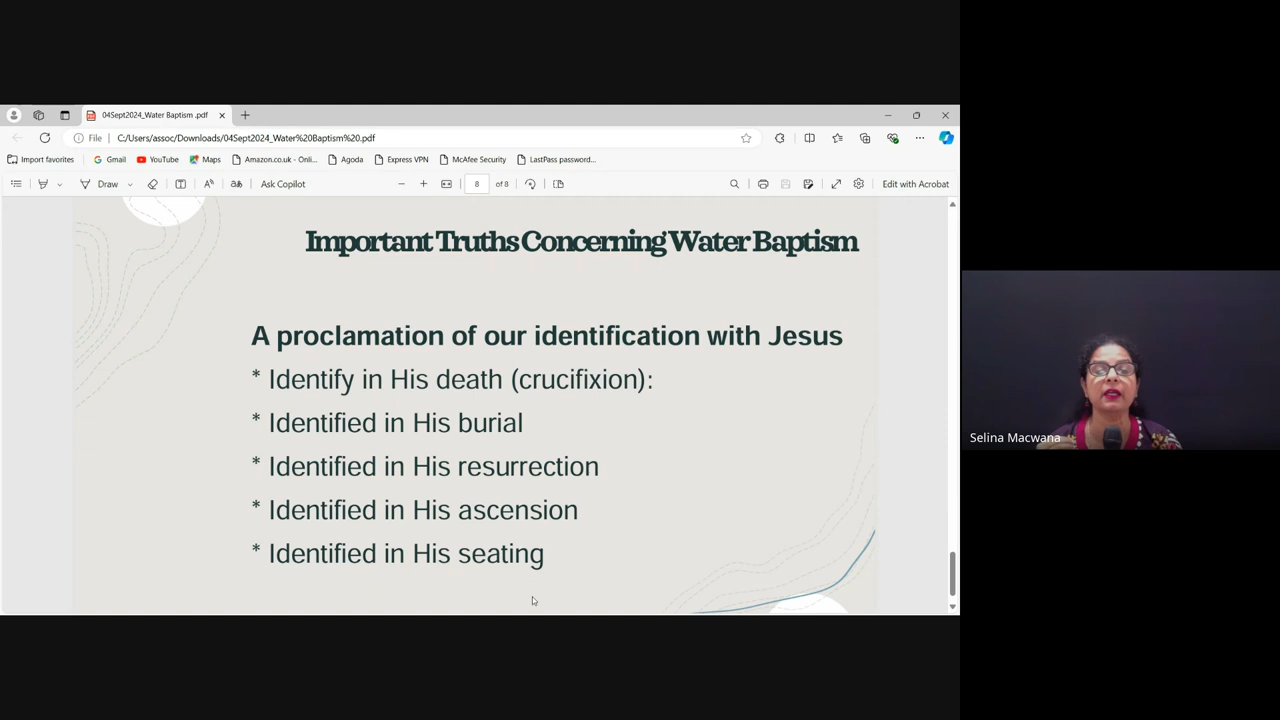 04Sept2024_Water Baptism .pdf
File
C:/Users/assoc/Downloads/04Sept2024_Water%20Baptism%20.pdf
Import favorites
Gmail
YouTube
Maps
Amazon.co.uk - Onli...
Agoda
Express VPN
McAfee Security
LastPass password...
Draw
Ask Copilot
8
of 8
Edit with Acrobat
Important Truths Concerning Water Baptism
A proclamation of our identification with Jesus
* Identify in His death (crucifixion):
* Identified in His burial
* Identified in His resurrection
* Identified in His ascension
* Identified in His seating
Selina Macwana